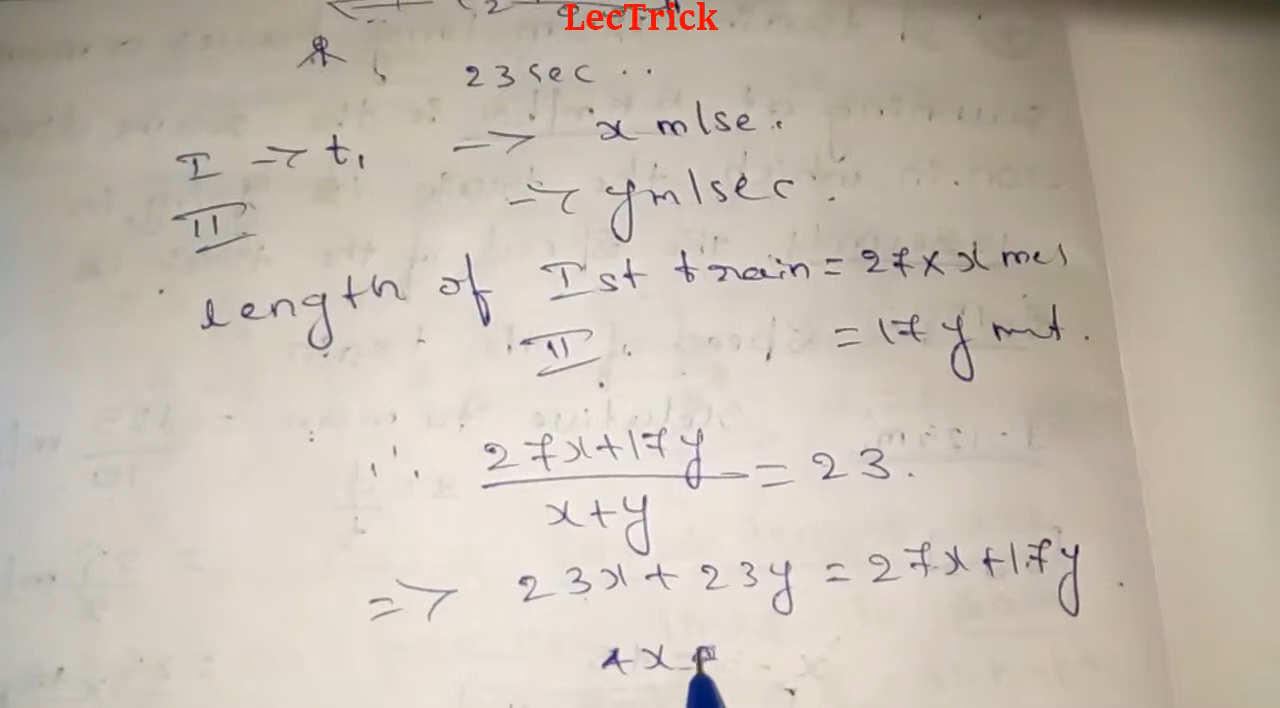 LecTrick
23 sec ..
I => t₁ => x m/se.
II => y m/sec.
length of Ist train = 27 x x met
II = 17 y mt.
∴ 27x+17y / x+y = 23.
=> 23x + 23y = 27x + 17y
4x